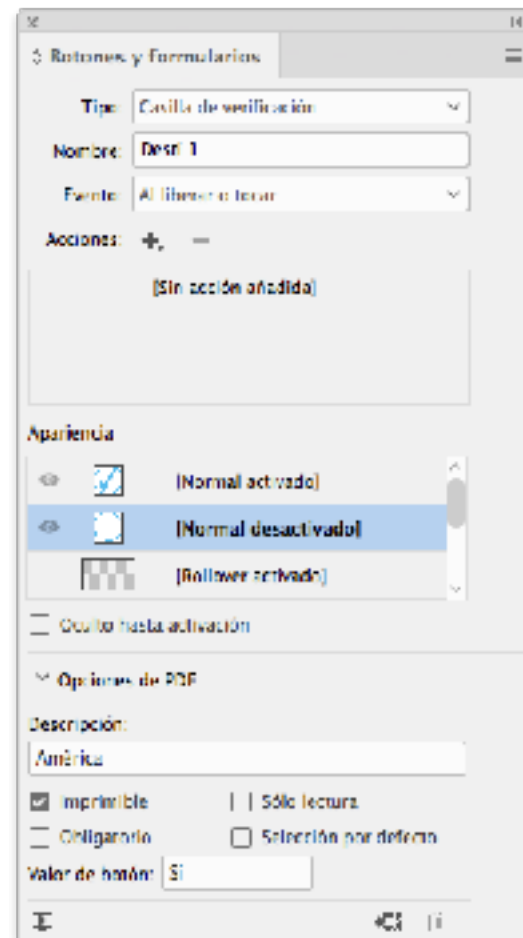 Botones y formularios
Tipo: Casilla de verificación
Nombre: Desti 1
Evento: Al liberar o tocar
Acciones:
[Sin acción añadida]
Apariencia
[Normal activado]
[Normal desactivado]
[Rollover activado]
Oculto hasta activación
Opciones de PDF
Descripción:
América
Imprimible Sólo lectura
Obligatorio Selección por defecto
Valor de botón: Sí